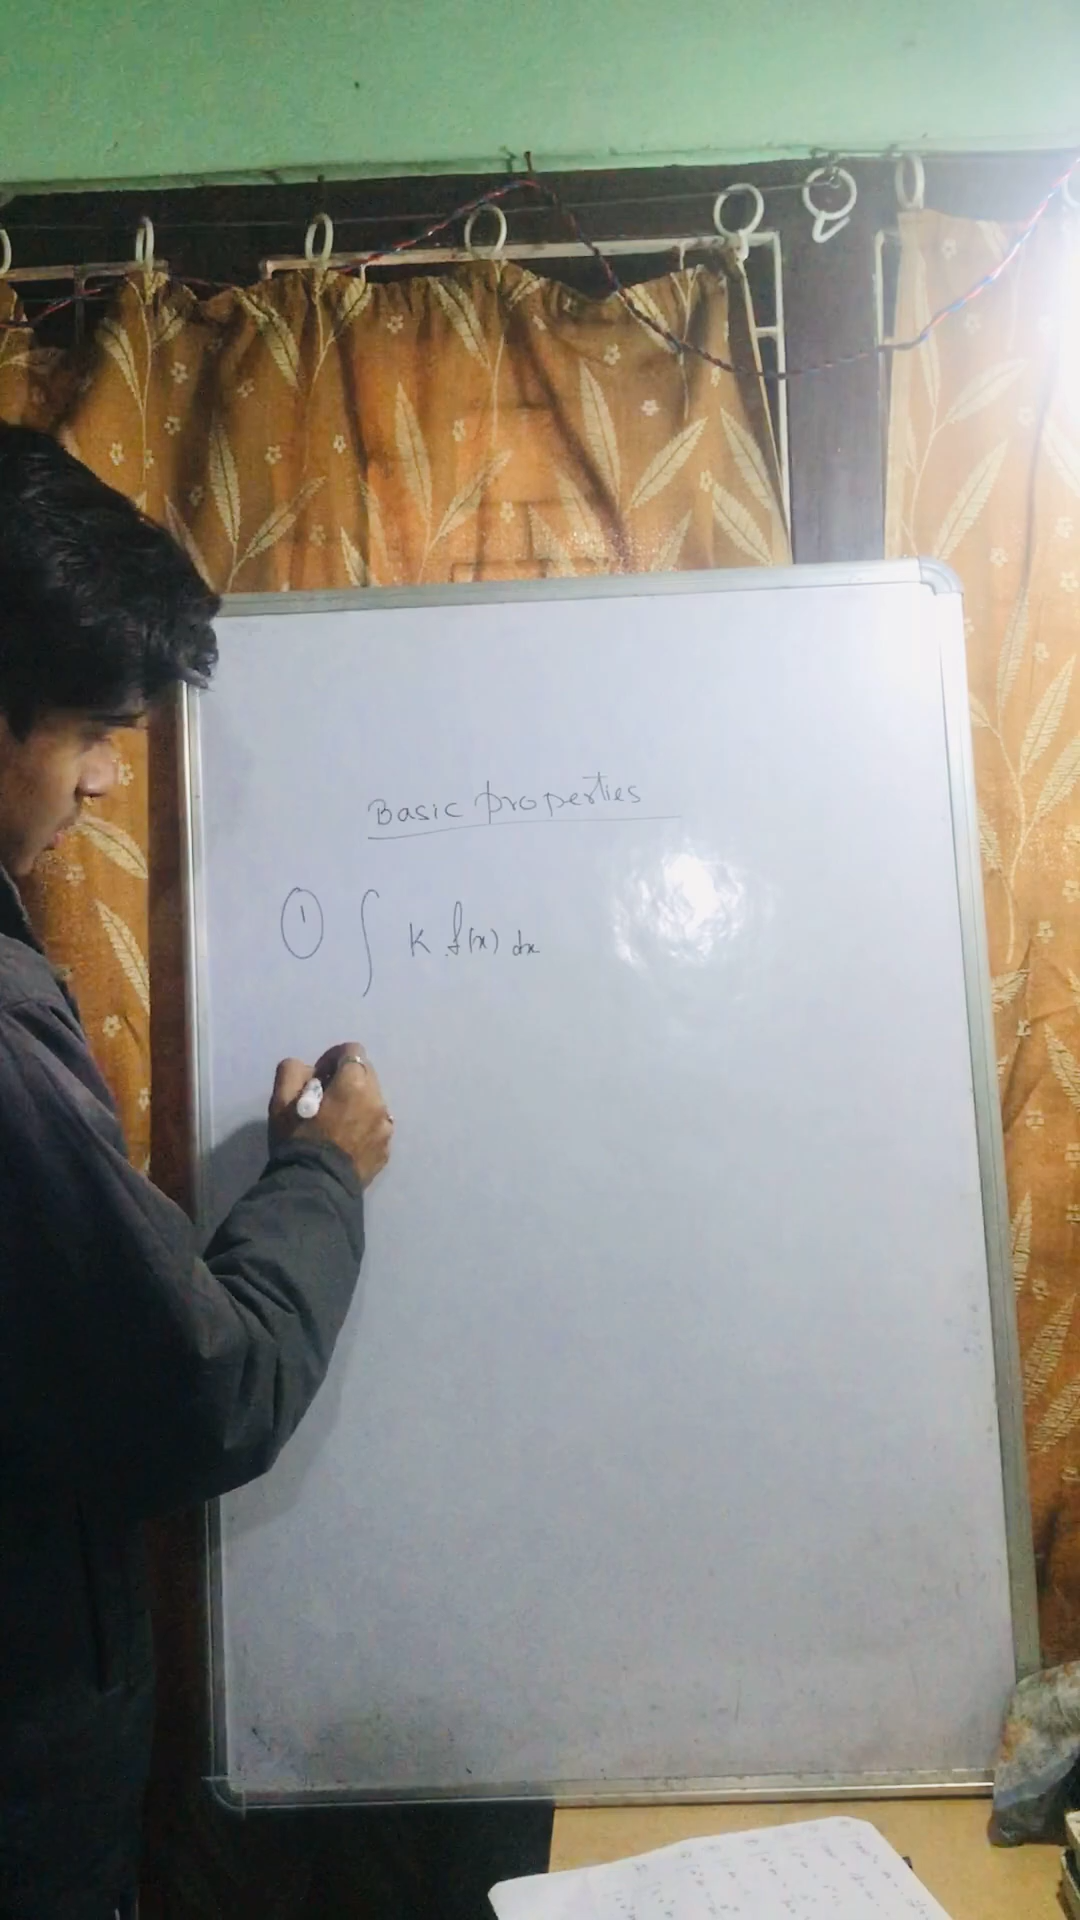 Basic properties
① ∫ K f(x) dx